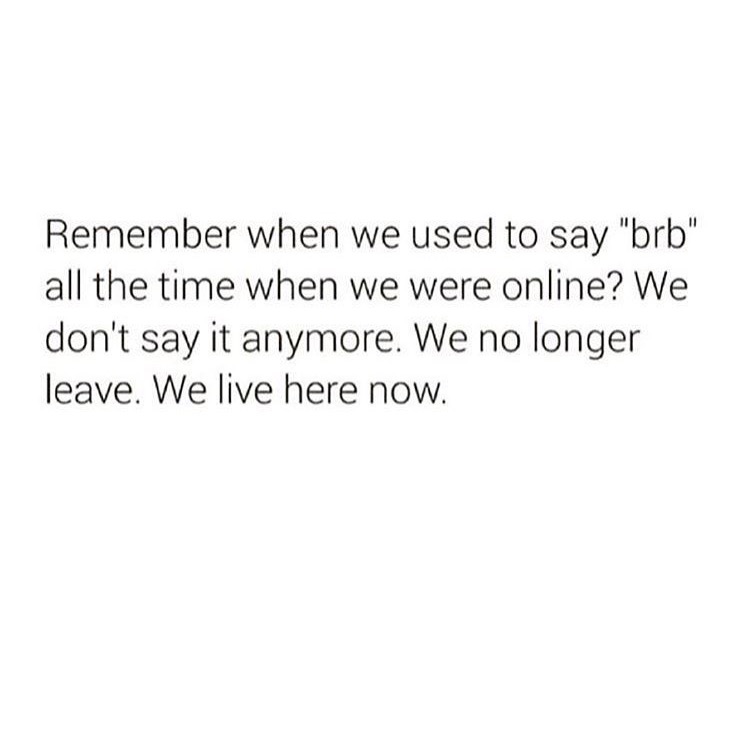 Remember when we used to say "brb"
all the time when we were online? We
don't say it anymore. We no longer
leave. We live here now.